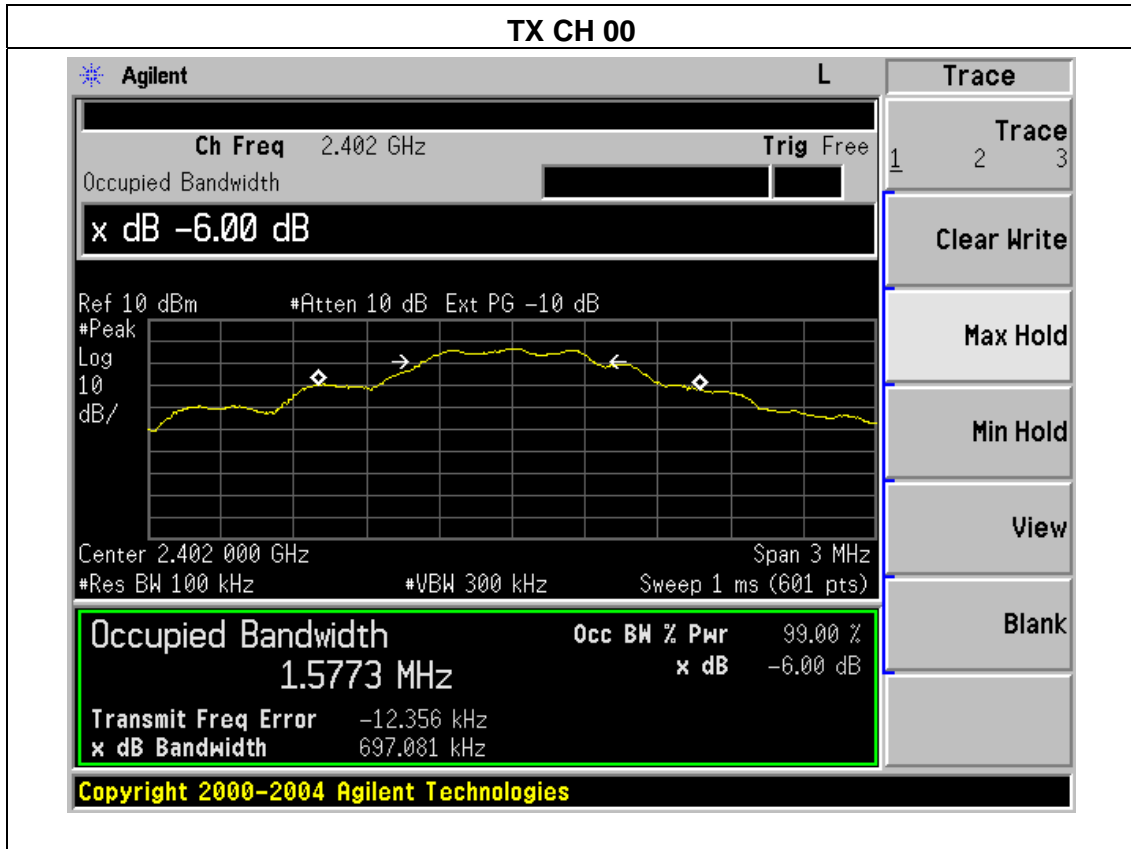 TX CH 00
Agilent L Trace
Ch Freq 2.402 GHz Trig Free
Occupied Bandwidth
Trace
1 2 3
x dB -6.00 dB
Clear Write
Ref 10 dBm #Atten 10 dB Ext PG -10 dB
#Peak
Log
10
dB/
Max Hold
Min Hold
View
Center 2.402 000 GHz Span 3 MHz
#Res BW 100 kHz #VBW 300 kHz Sweep 1 ms (601 pts)
Blank
Occupied Bandwidth Occ BW % Pwr 99.00 %
1.5773 MHz x dB -6.00 dB
Transmit Freq Error -12.356 kHz
x dB Bandwidth 697.081 kHz
Copyright 2000-2004 Agilent Technologies